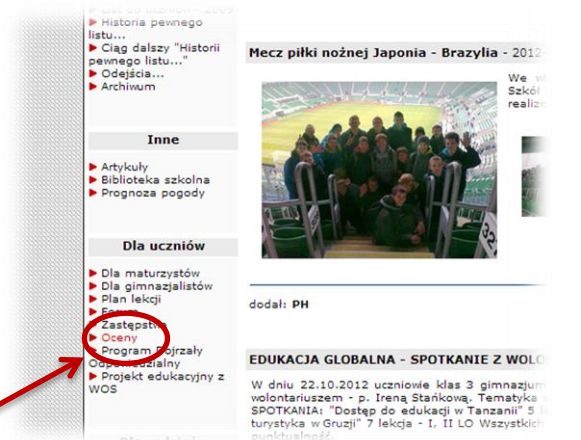 Historia pewnego
listu...
Ciąg dalszy "Historii
pewnego listu..."
Odejścia...
Archiwum
Inne
Artykuły
Biblioteka szkolna
Prognoza pogody
Dla uczniów
Dla maturzystów
Dla gimnazjalistów
Plan lekcji
Forum
Zastępstwa
Oceny
Program Dojrzały
Odpowiedzialny
Projekt edukacyjny z
WOS
Mecz piłki nożnej Japonia - Brazylia - 2012-
We
Szkół
realizo
32
dodał: PH
EDUKACJA GLOBALNA - SPOTKANIE Z WOLO
W dniu 22.10.2012 uczniowie klas 3 gimnazjum
wolontariuszem - p. Ireną Stańkową. Tematyka
SPOTKANIA: "Dostęp do edukacji w Tanzanii" 5
turystyka w Gruzji" 7 lekcja - I, II LO Wszystkich
punktualność.